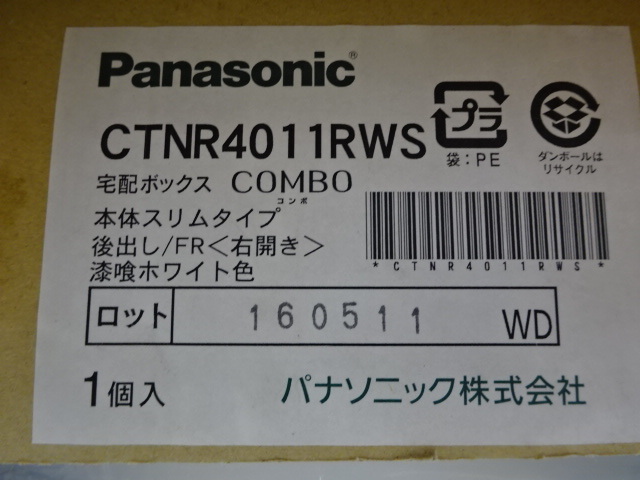 Panasonic®
CTNR4011RWS
プラ
袋:PE
ダンボールは
リサイクル
宅配ボックス COMBO
コンボ
本体スリムタイプ
後出し/FR<右開き>
漆喰ホワイト色
*CTNR4011RWS*
ロット 160511 WD
1個入 パナソニック株式会社